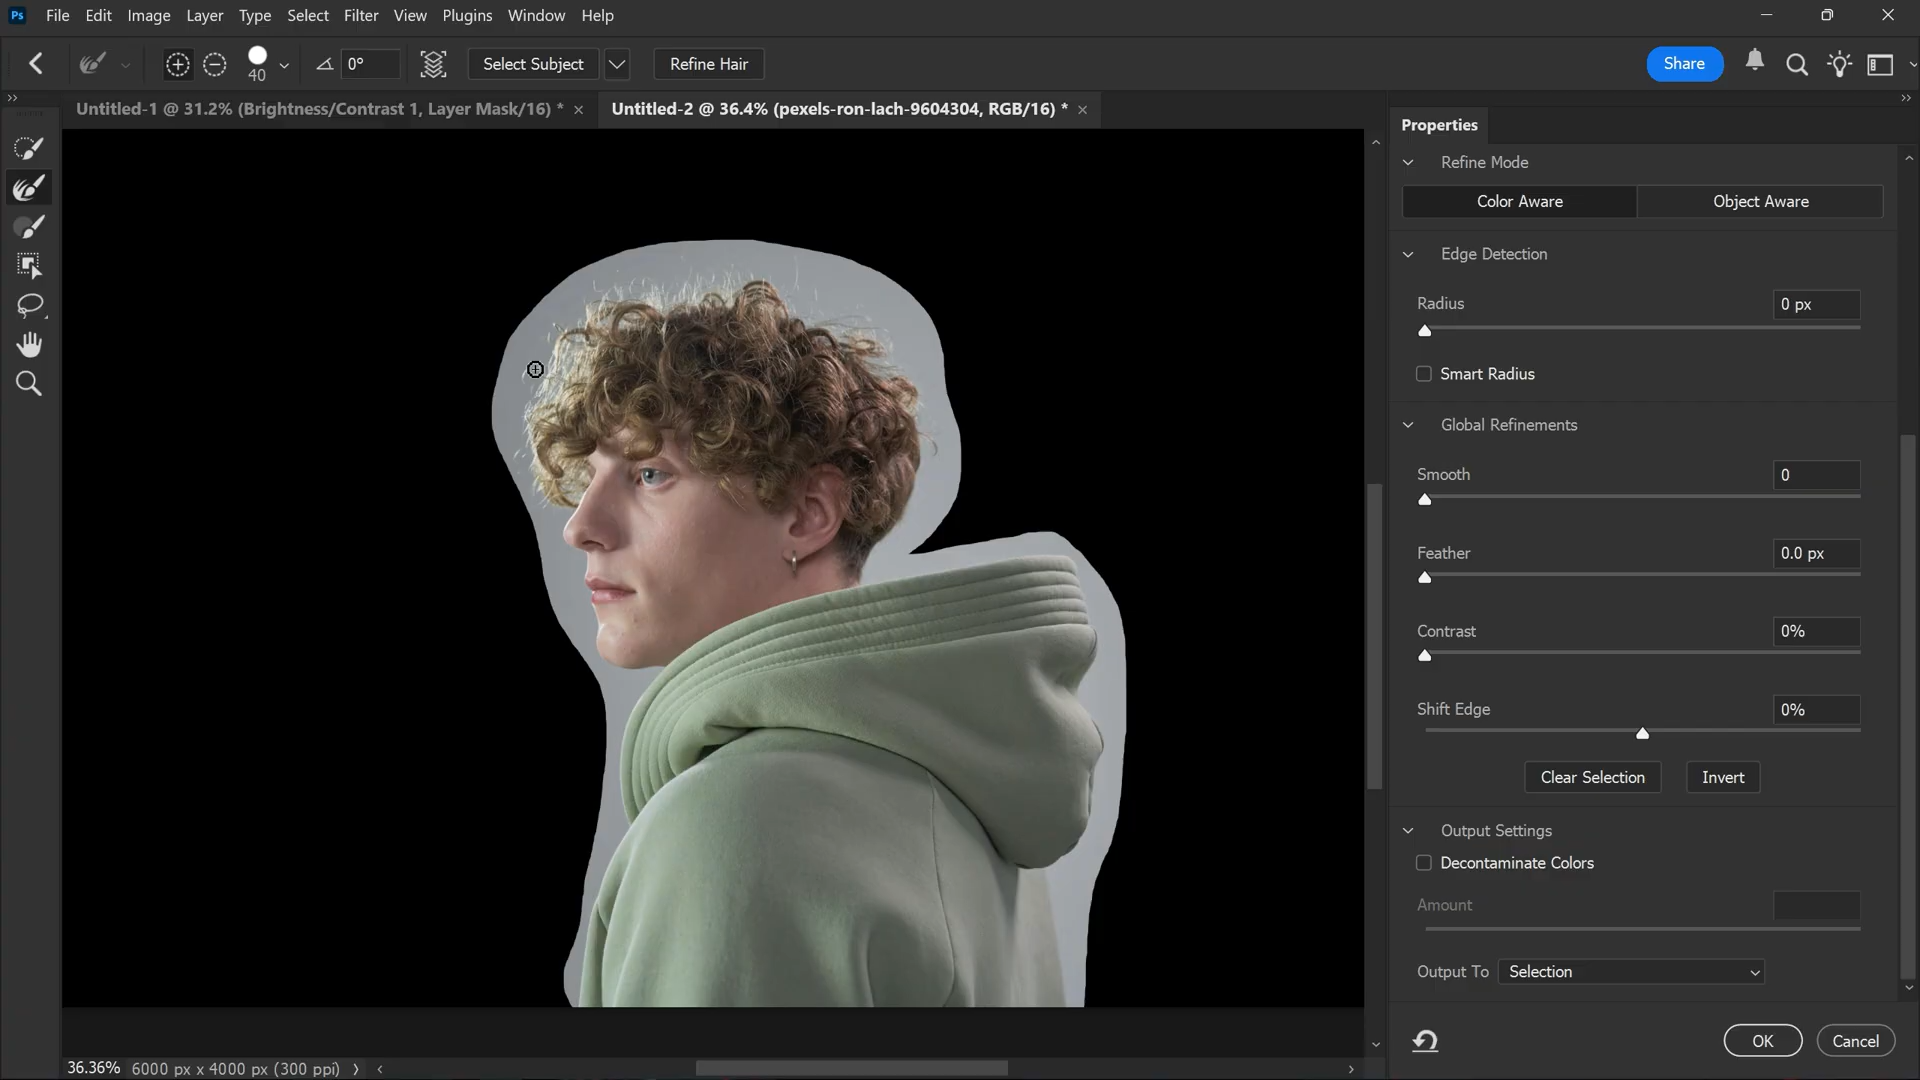 Ps File Edit Image Layer Type Select Filter View Plugins Window Help
40 0° Select Subject Refine Hair Share
Untitled-1 @ 31.2% (Brightness/Contrast 1, Layer Mask/16) * Untitled-2 @ 36.4% (pexels-ron-lach-9604304, RGB/16) *
Properties
Refine Mode
Color Aware Object Aware
Edge Detection
Radius 0 px
Smart Radius
Global Refinements
Smooth 0
Feather 0.0 px
Contrast 0%
Shift Edge 0%
Clear Selection Invert
Output Settings
Decontaminate Colors
Amount
Output To Selection
OK Cancel
36.36% 6000 px x 4000 px (300 ppi)